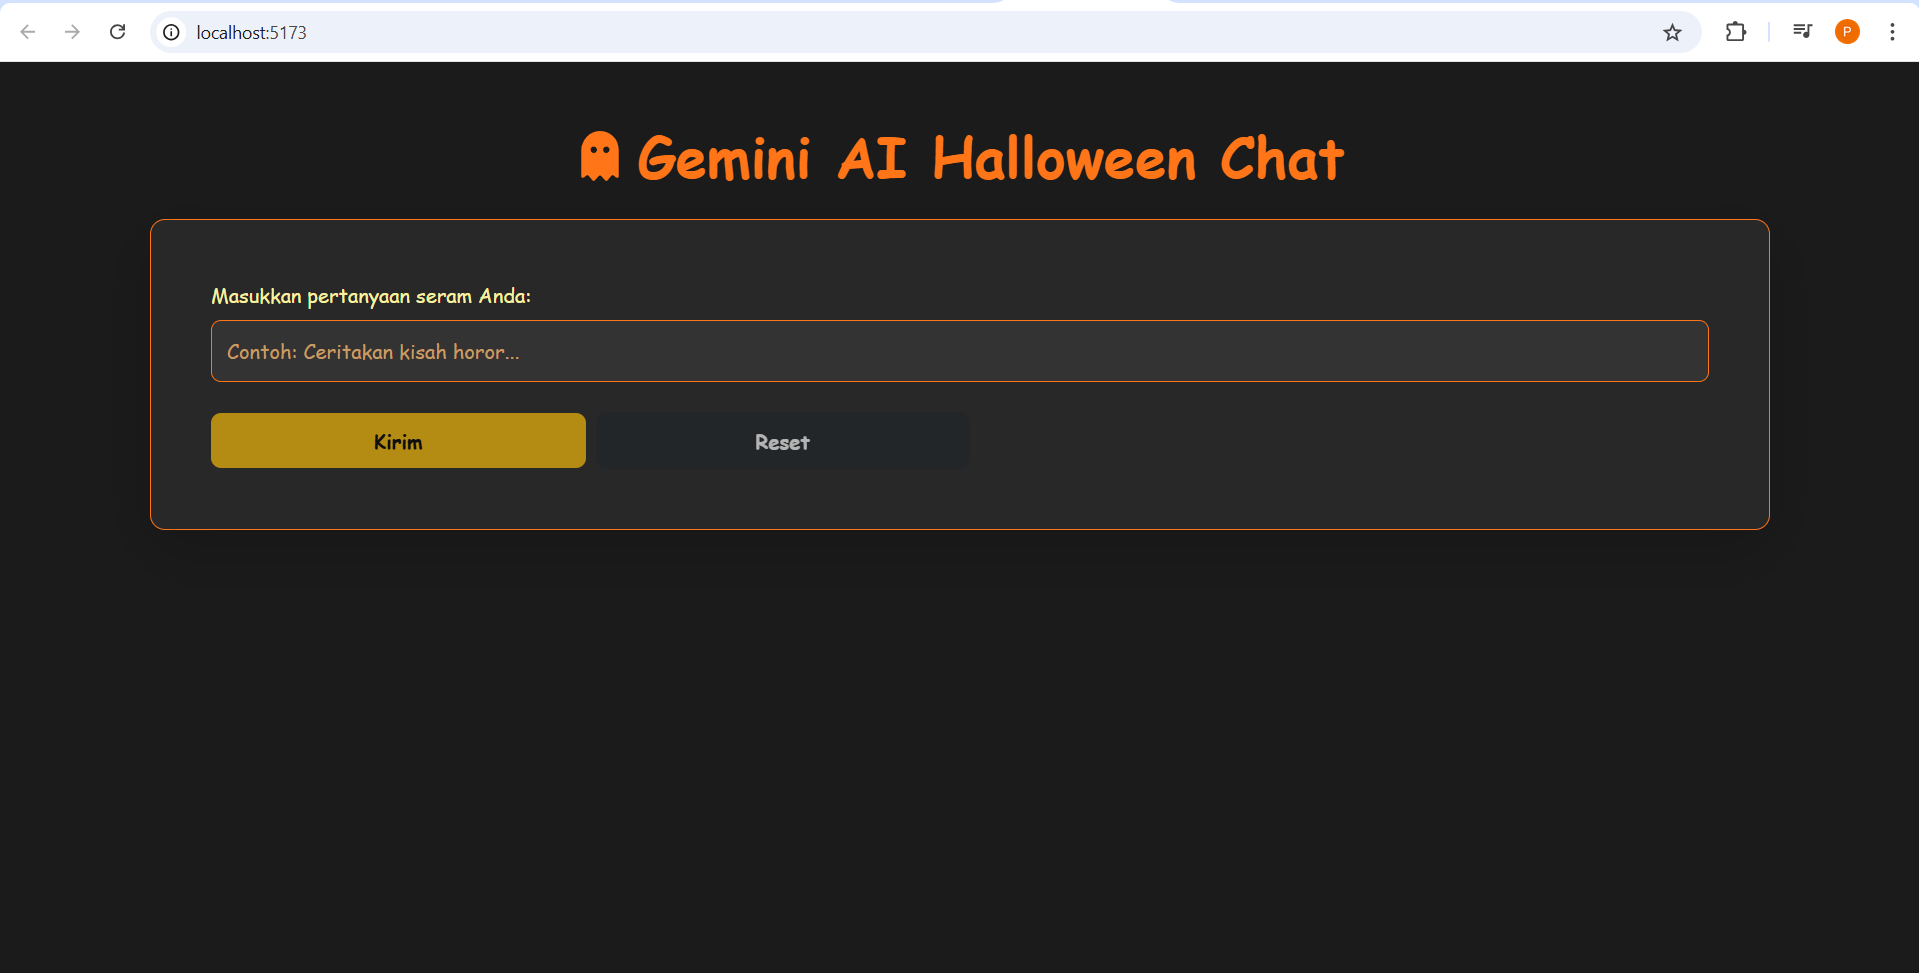 localhost:5173
P
Gemini AI Halloween Chat
Masukkan pertanyaan seram Anda:
Contoh: Ceritakan kisah horor...
Kirim
Reset